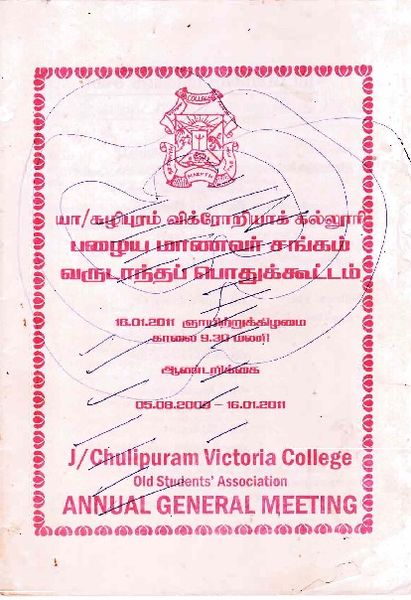 யா/சுழிபுரம் விக்ரோறியாக் கல்லூரி
பழைய மாணவர் சங்கம்
வருடாந்தப் பொதுக்கூட்டம்
16.01.2011 ஞாயிற்றுக்கிழமை
காலை 9.30 மணி
ஆண்டறிக்கை
05.08.2009 - 16.01.2011
J/Chulipuram Victoria College
Old Students' Association
ANNUAL GENERAL MEETING